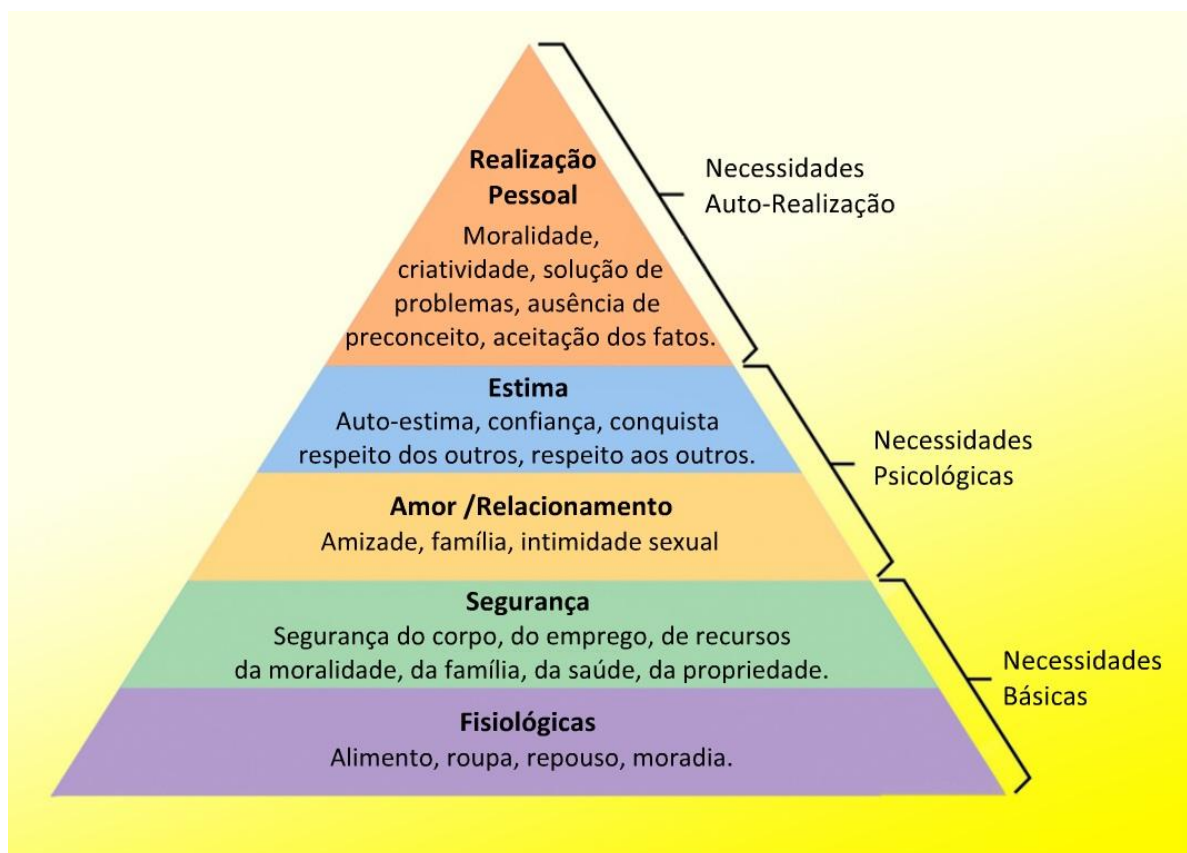 Realização
Pessoal
Moralidade,
criatividade, solução de
problemas, ausência de
preconceito, aceitação dos fatos.
Necessidades
Auto-Realização
Estima
Auto-estima, confiança, conquista
respeito dos outros, respeito aos outros.
Necessidades
Psicológicas
Amor /Relacionamento
Amizade, família, intimidade sexual
Segurança
Segurança do corpo, do emprego, de recursos
da moralidade, da família, da saúde, da propriedade.
Necessidades
Básicas
Fisiológicas
Alimento, roupa, repouso, moradia.